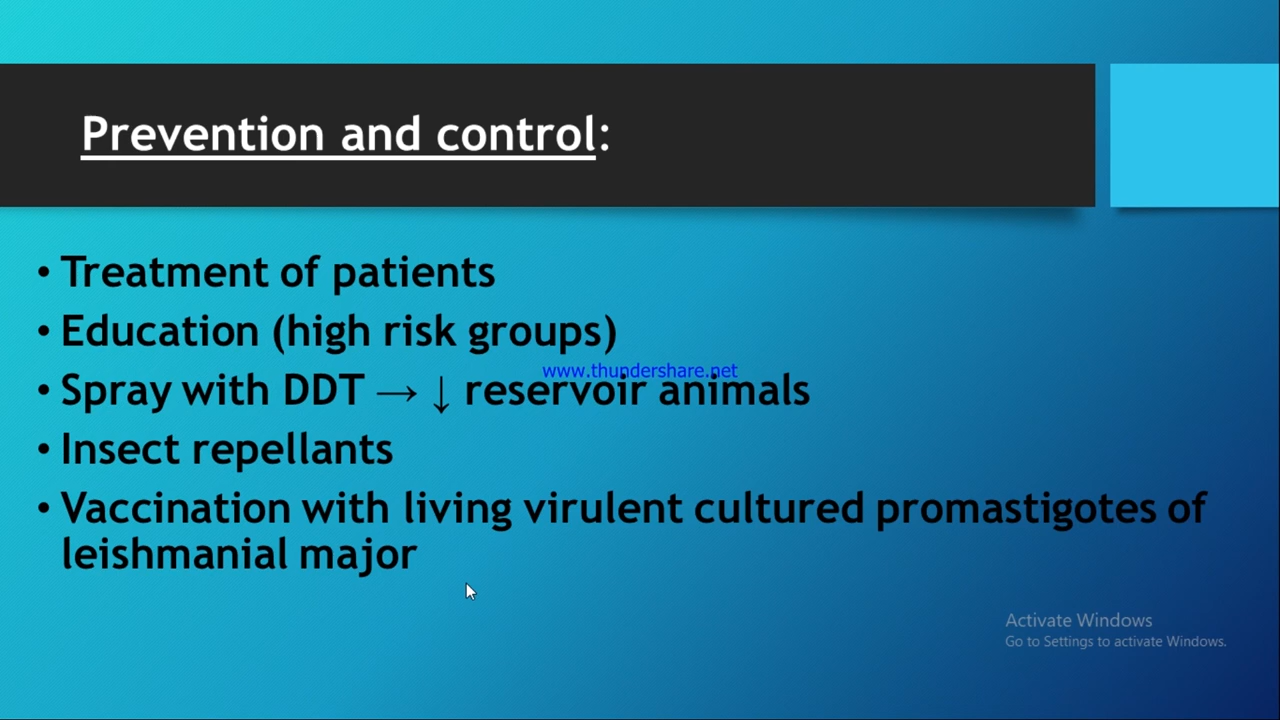 Prevention and control:
• Treatment of patients
• Education (high risk groups)
www.thundershare.net
• Spray with DDT → ↓ reservoir animals
• Insect repellants
• Vaccination with living virulent cultured promastigotes of
leishmanial major
Activate Windows
Go to Settings to activate Windows.